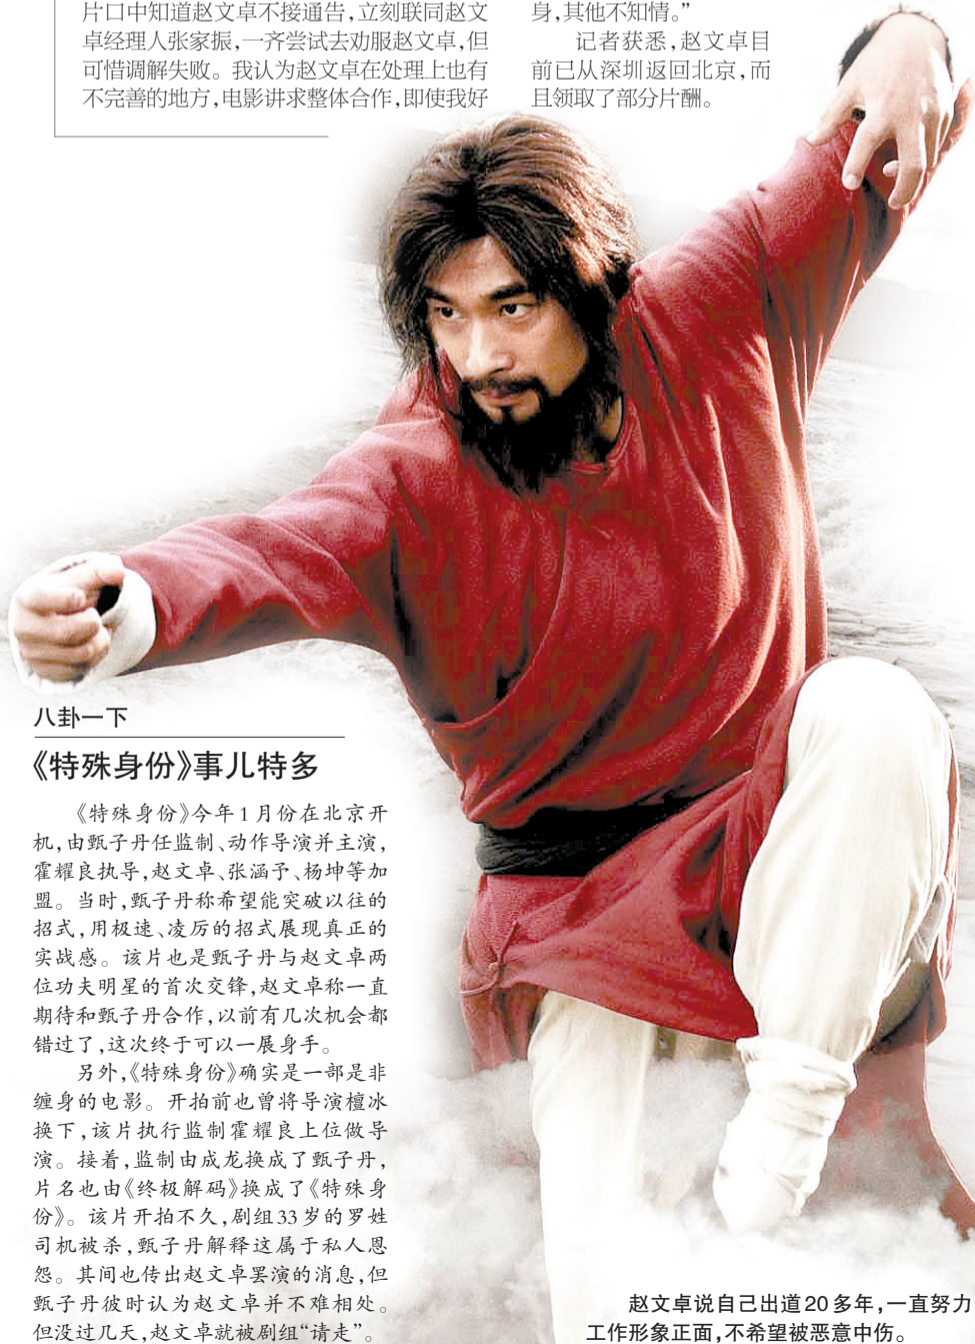 片口中知道赵文卓不接通告，立刻联同赵文
卓经理人张家振，一齐尝试去劝服赵文卓，但
可惜调解失败。我认为赵文卓在处理上也有
不完善的地方，电影讲求整体合作，即使我好
身，其他不知情。”
记者获悉，赵文卓目
前已从深圳返回北京，而
且领取了部分片酬。
八卦一下
《特殊身份》事儿特多
《特殊身份》今年1月份在北京开
机，由甄子丹任监制、动作导演并主演，
霍耀良执导，赵文卓、张涵予、杨坤等加
盟。当时，甄子丹称希望能突破以往的
招式，用极速、凌厉的招式展现真正的
实战感。该片也是甄子丹与赵文卓两
位功夫明星的首次交锋，赵文卓称一直
期待和甄子丹合作，以前有几次机会都
错过了，这次终于可以一展身手。
另外，《特殊身份》确实是一部是非
缠身的电影。开拍前也曾将导演檀冰
换下，该片执行监制霍耀良上位做导
演。接着，监制由成龙换成了甄子丹，
片名也由《终极解码》换成了《特殊身
份》。该片开拍不久，剧组33岁的罗姓
司机被杀，甄子丹解释这属于私人恩
怨。其间也传出赵文卓罢演的消息，但
甄子丹彼时认为赵文卓并不难相处。
但没过几天，赵文卓就被剧组“请走”。
赵文卓说自己出道20多年，一直努力
工作形象正面，不希望被恶意中伤。